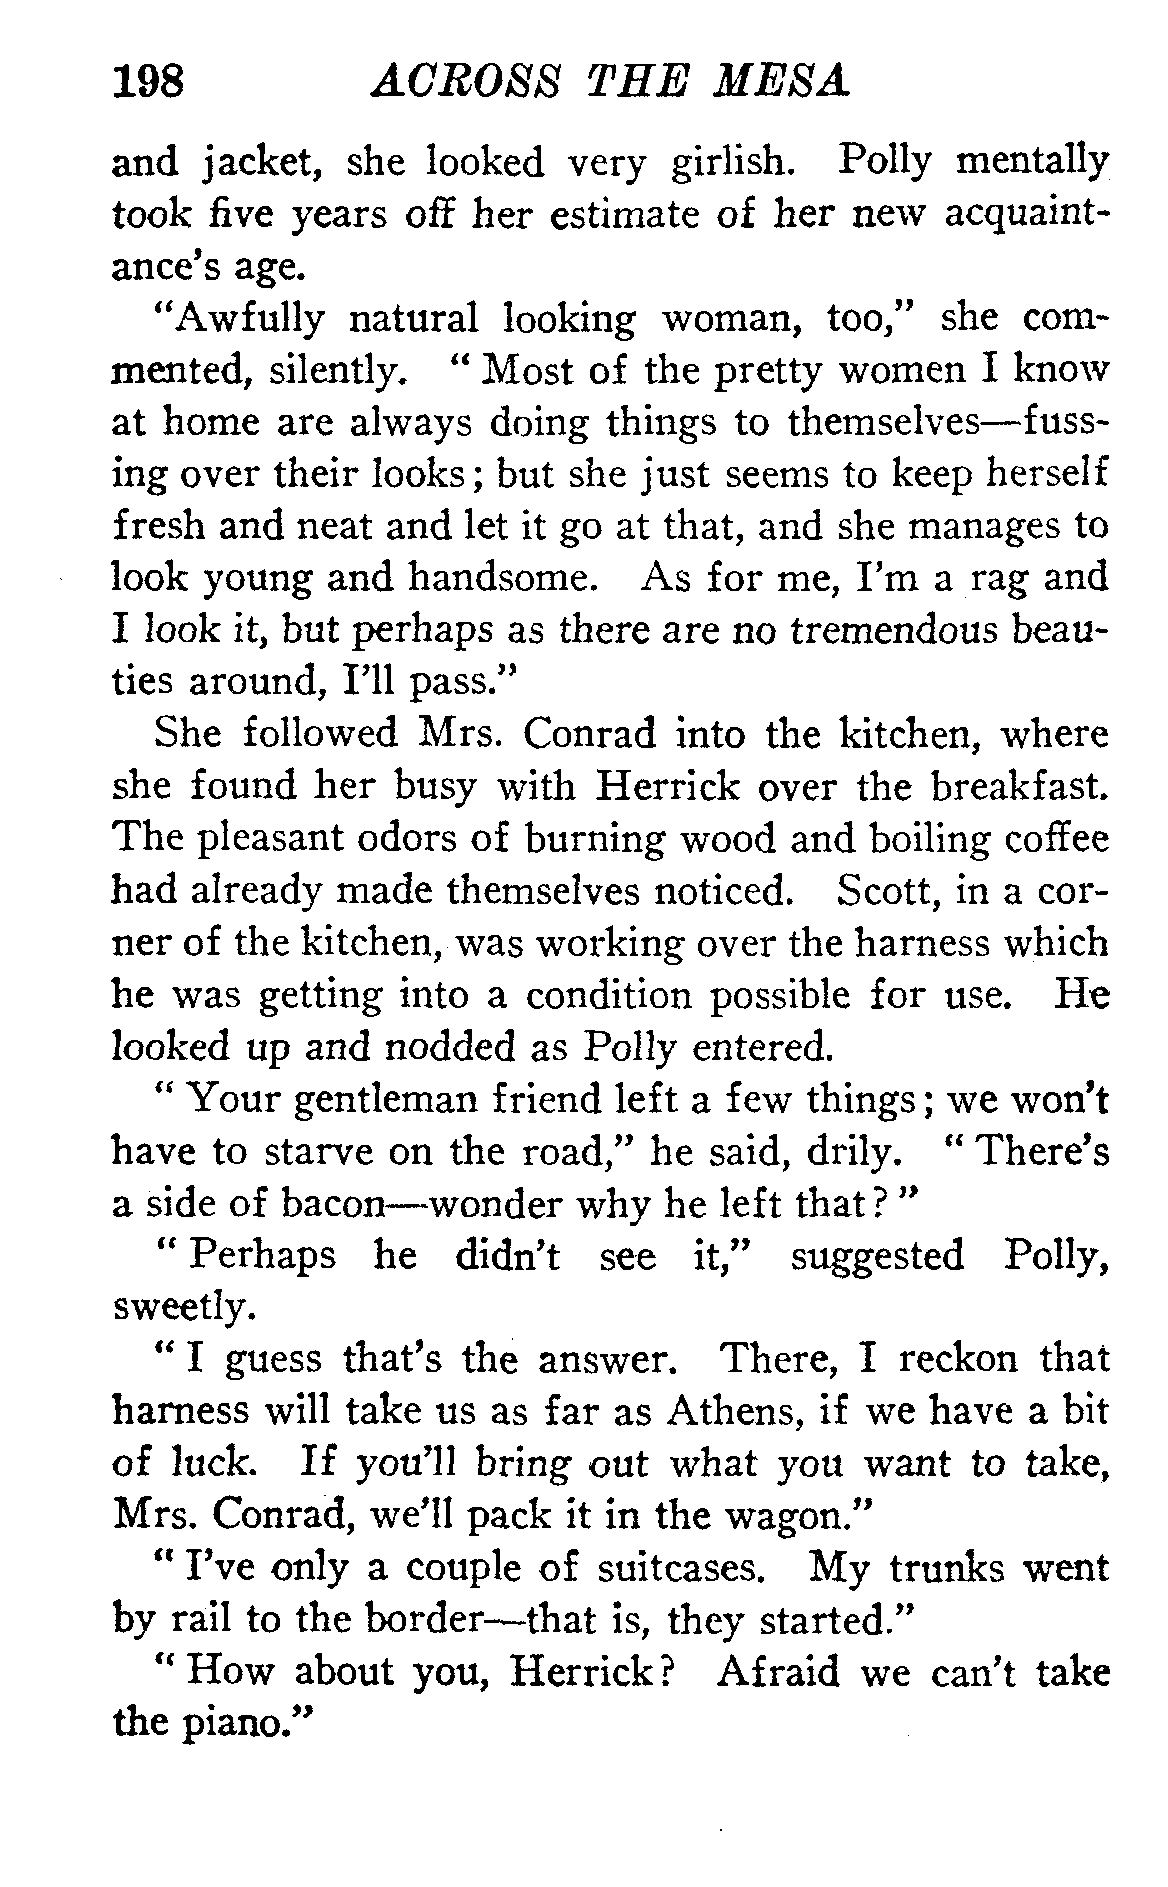 198 ACROSS THE MESA
and jacket, she looked very girlish. Polly mentally
took five years off her estimate of her new acquaint-
ance's age.
"Awfully natural looking woman, too," she com-
mented, silently. "Most of the pretty women I know
at home are always doing things to themselves—fuss-
ing over their looks; but she just seems to keep herself
fresh and neat and let it go at that, and she manages to
look young and handsome. As for me, I'm a rag and
I look it, but perhaps as there are no tremendous beau-
ties around, I'll pass."
She followed Mrs. Conrad into the kitchen, where
she found her busy with Herrick over the breakfast.
The pleasant odors of burning wood and boiling coffee
had already made themselves noticed. Scott, in a cor-
ner of the kitchen, was working over the harness which
he was getting into a condition possible for use. He
looked up and nodded as Polly entered.
"Your gentleman friend left a few things; we won't
have to starve on the road," he said, drily. "There's
a side of bacon—wonder why he left that?"
"Perhaps he didn't see it," suggested Polly,
sweetly.
"I guess that's the answer. There, I reckon that
harness will take us as far as Athens, if we have a bit
of luck. If you'll bring out what you want to take,
Mrs. Conrad, we'll pack it in the wagon."
"I've only a couple of suitcases. My trunks went
by rail to the border—that is, they started."
"How about you, Herrick? Afraid we can't take
the piano."